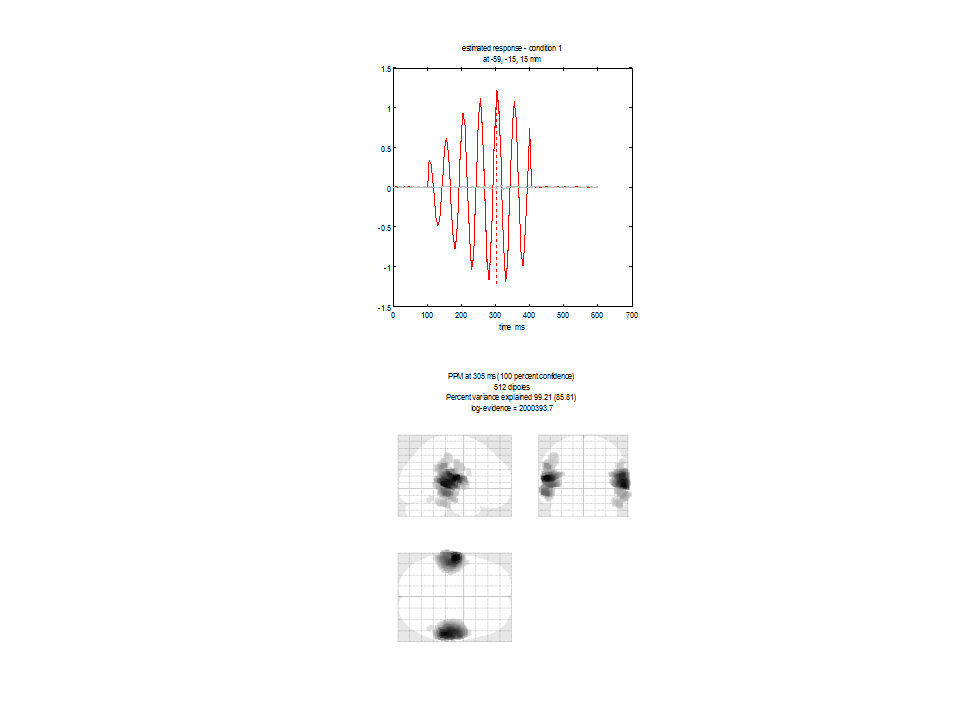 estimated response - condition 1
at -59, -15, 15 mm
1.5
1
0.5
0
-0.5
-1
-1.5
0 100 200 300 400 500 600 700
time ms
PPM at 305 ms (100 percent confidence)
512 dipoles
Percent variance explained 99.21 (85.81)
log-evidence = 2000393.7